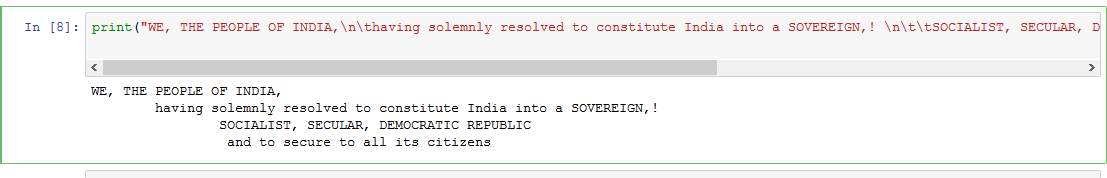 In [8]: print("WE, THE PEOPLE OF INDIA,\n\thaving solemnly resolved to constitute India into a SOVEREIGN,! \n\t\tSOCIALIST, SECULAR, D
WE, THE PEOPLE OF INDIA,
having solemnly resolved to constitute India into a SOVEREIGN,!
SOCIALIST, SECULAR, DEMOCRATIC REPUBLIC
and to secure to all its citizens